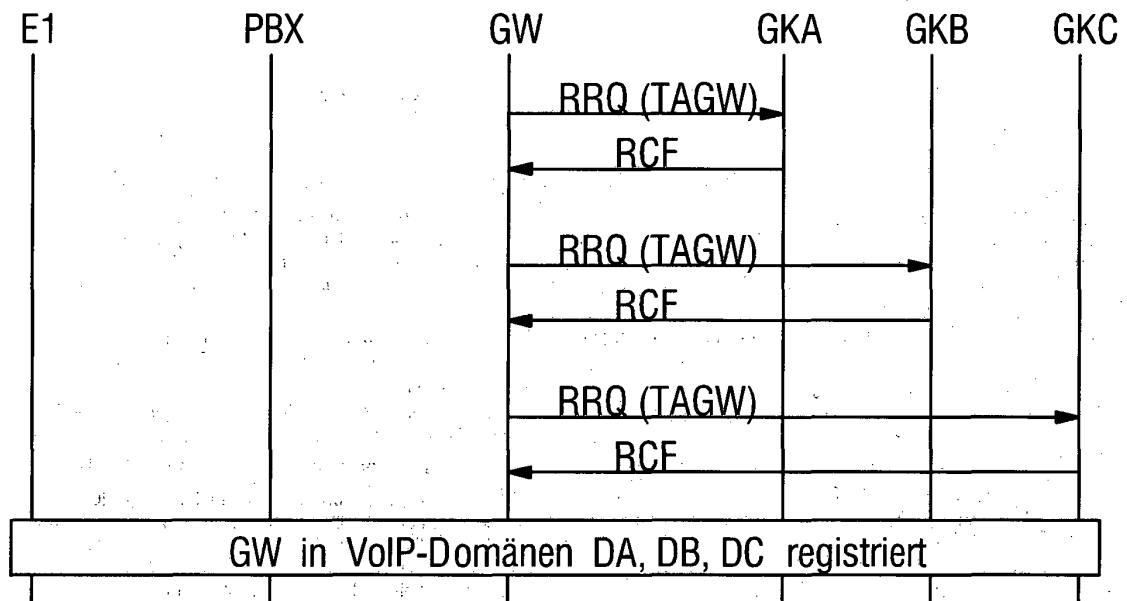 E1 PBX GW GKA GKB GKC
RRQ (TAGW)
RCF
RRQ (TAGW)
RCF
RRQ (TAGW)
RCF
GW in VoIP-Domänen DA, DB, DC registriert